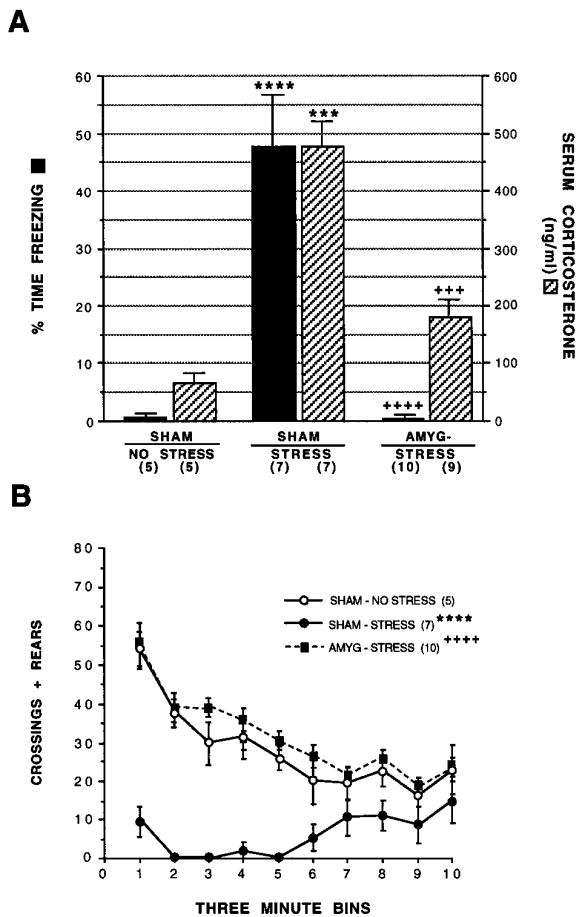 A
60
50
40
30
20
10
0
% TIME FREEZING
600
500
400
300
200
100
0
SERUM CORTICOSTERONE
(ng/ml)
****
***
+++
++++
SHAM SHAM AMYG-
NO STRESS STRESS STRESS
(5) (5) (7) (7) (10) (9)
B
80
70
60
50
40
30
20
10
0
CROSSINGS + REARS
SHAM - NO STRESS (5)
SHAM - STRESS (7) ****
AMYG - STRESS (10) ++++
0 1 2 3 4 5 6 7 8 9 10
THREE MINUTE BINS